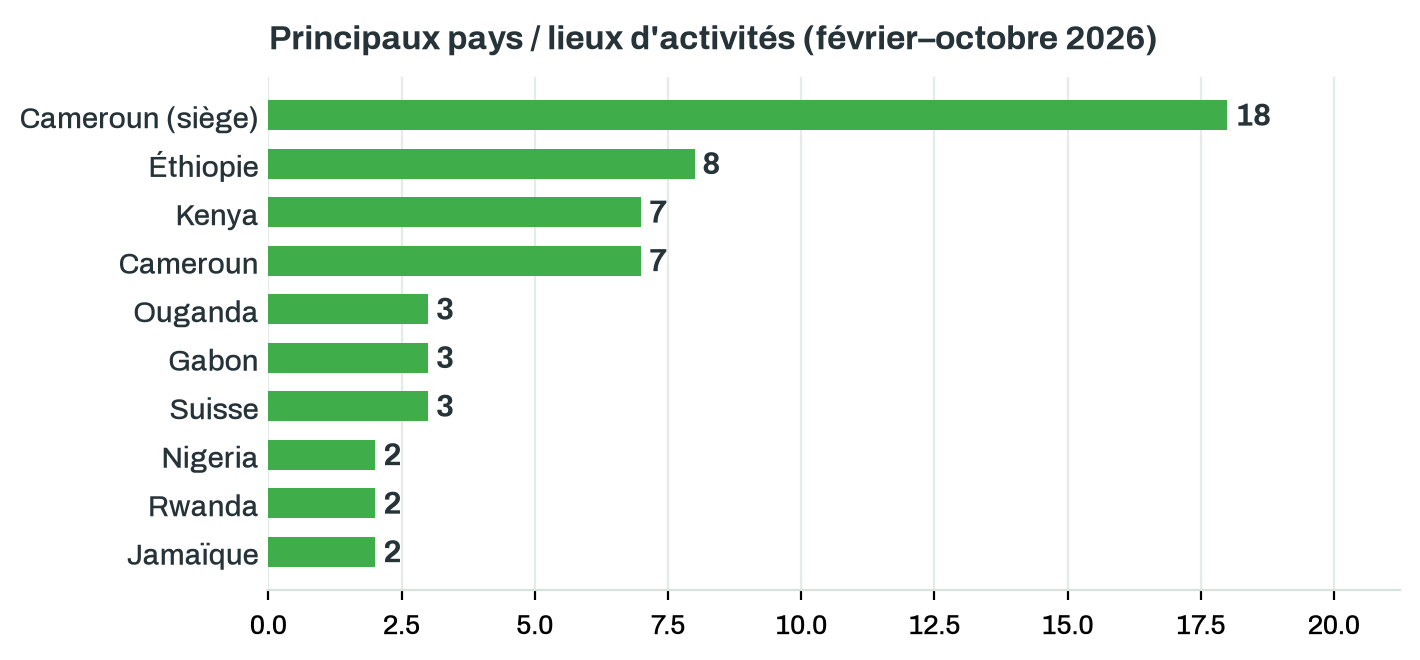 Principaux pays / lieux d'activités (février–octobre 2026)
Cameroun (siège) 18
Éthiopie 8
Kenya 7
Cameroun 7
Ouganda 3
Gabon 3
Suisse 3
Nigeria 2
Rwanda 2
Jamaïque 2
0.0 2.5 5.0 7.5 10.0 12.5 15.0 17.5 20.0